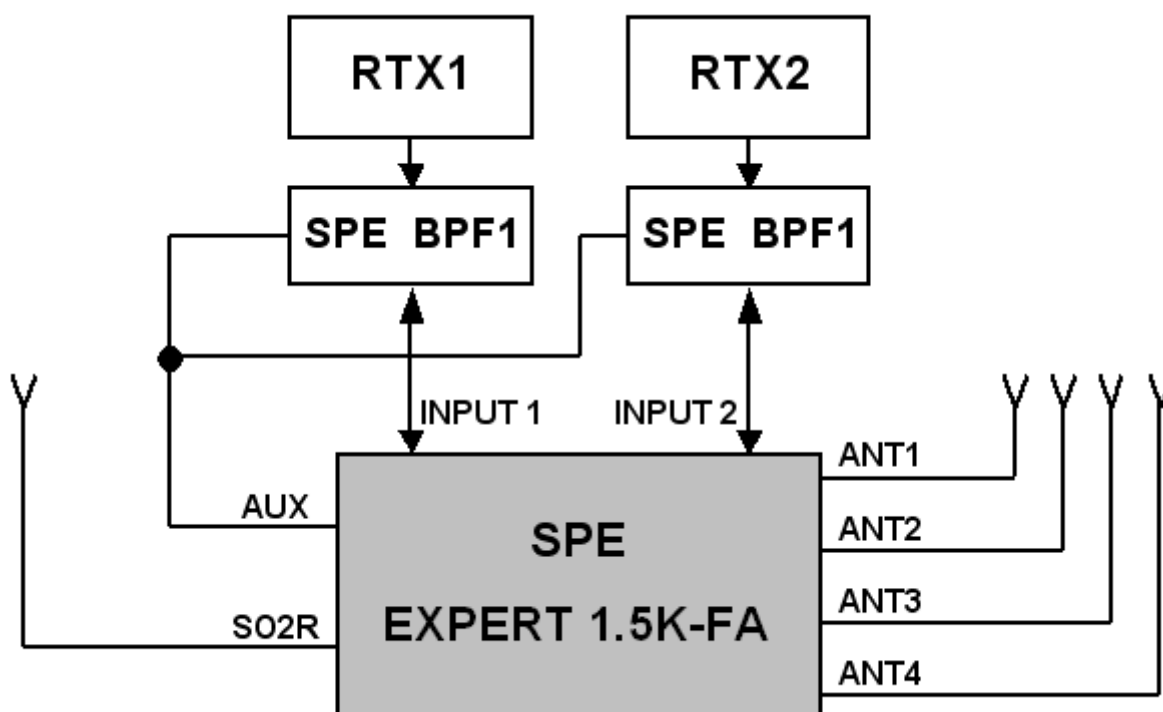 RTX1
RTX2
SPE BPF1
SPE BPF1
INPUT 1
INPUT 2
ANT1
AUX
SPE
ANT2
EXPERT 1.5K-FA
ANT3
SO2R
ANT4